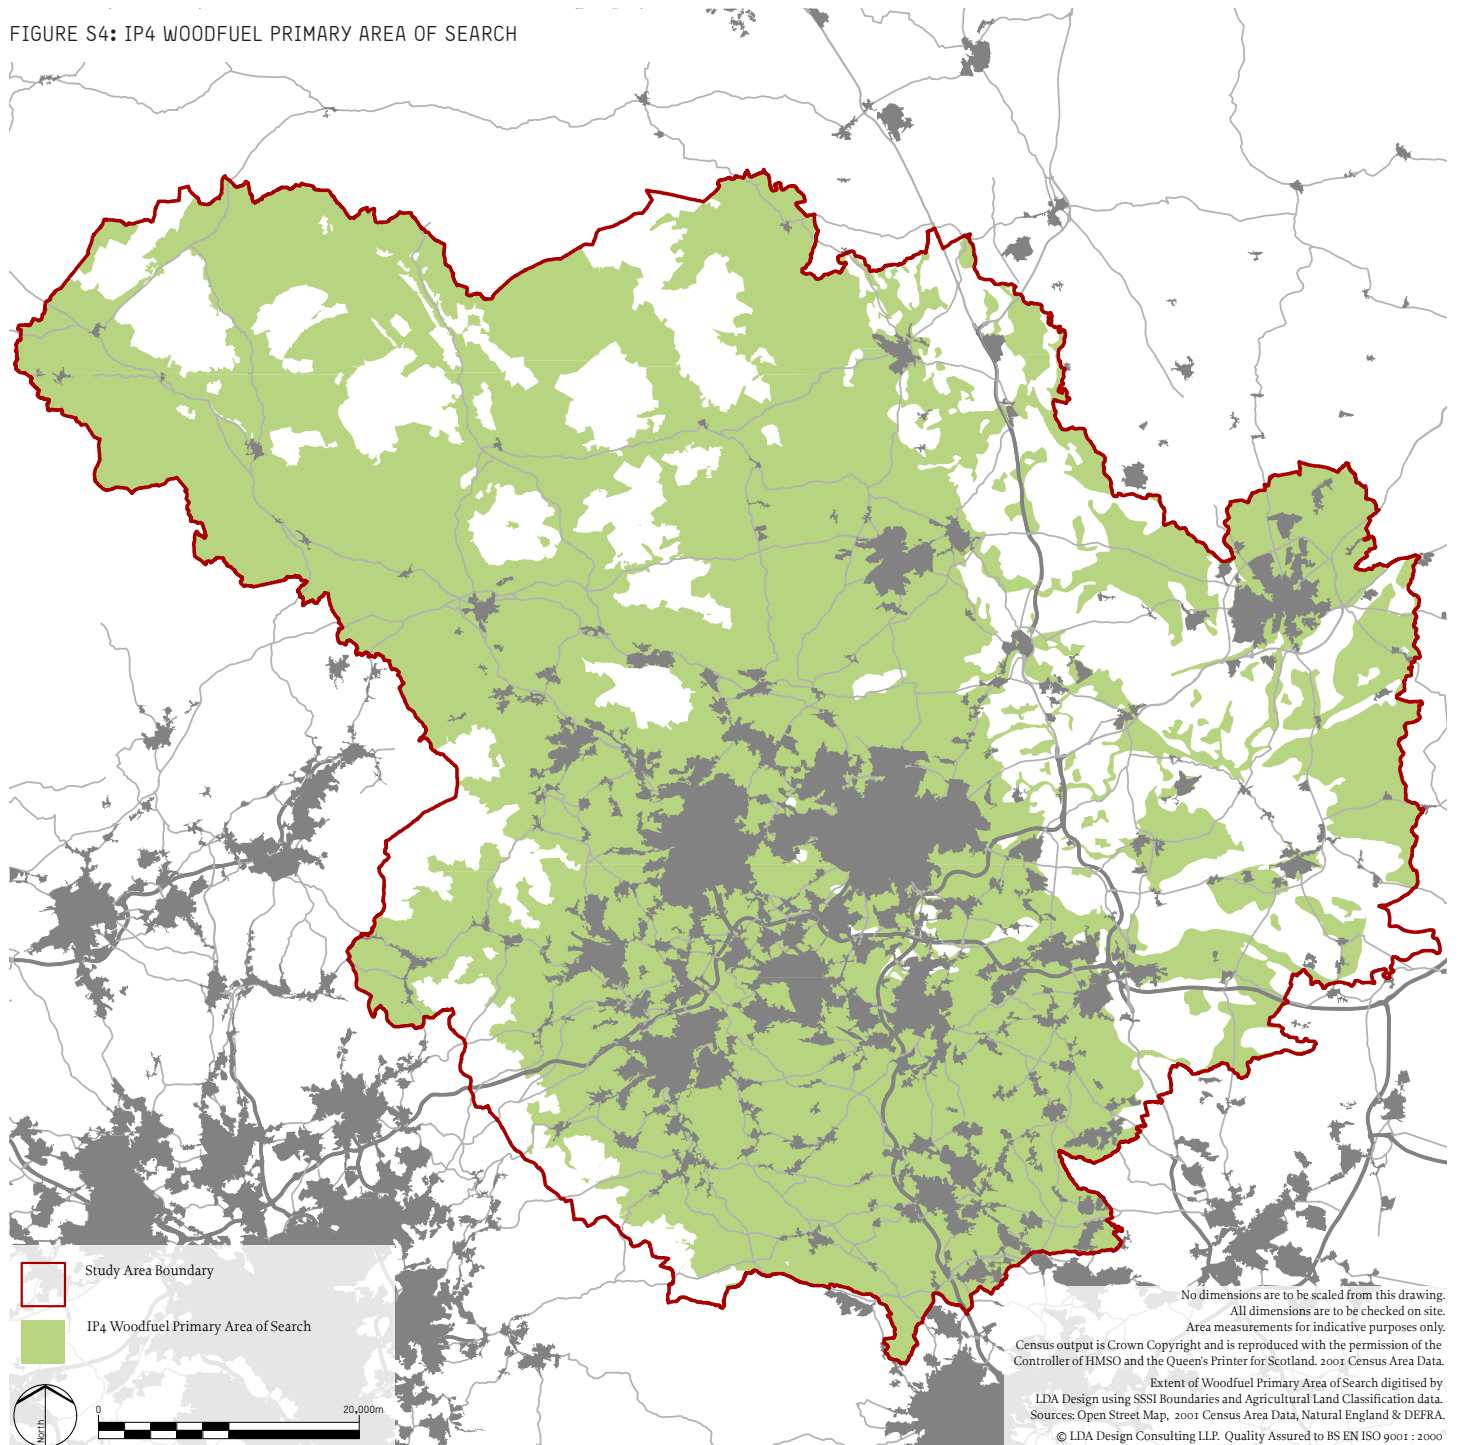 FIGURE S4: IP4 WOODFUEL PRIMARY AREA OF SEARCH
Study Area Boundary
IP4 Woodfuel Primary Area of Search
North
0
20,000m
No dimensions are to be scaled from this drawing.
All dimensions are to be checked on site.
Area measurements for indicative purposes only.
Census output is Crown Copyright and is reproduced with the permission of the
Controller of HMSO and the Queen's Printer for Scotland. 2001 Census Area Data.
Extent of Woodfuel Primary Area of Search digitised by
LDA Design using SSSI Boundaries and Agricultural Land Classification data.
Sources: Open Street Map, 2001 Census Area Data, Natural England & DEFRA.
© LDA Design Consulting LLP. Quality Assured to BS EN ISO 9001 : 2000